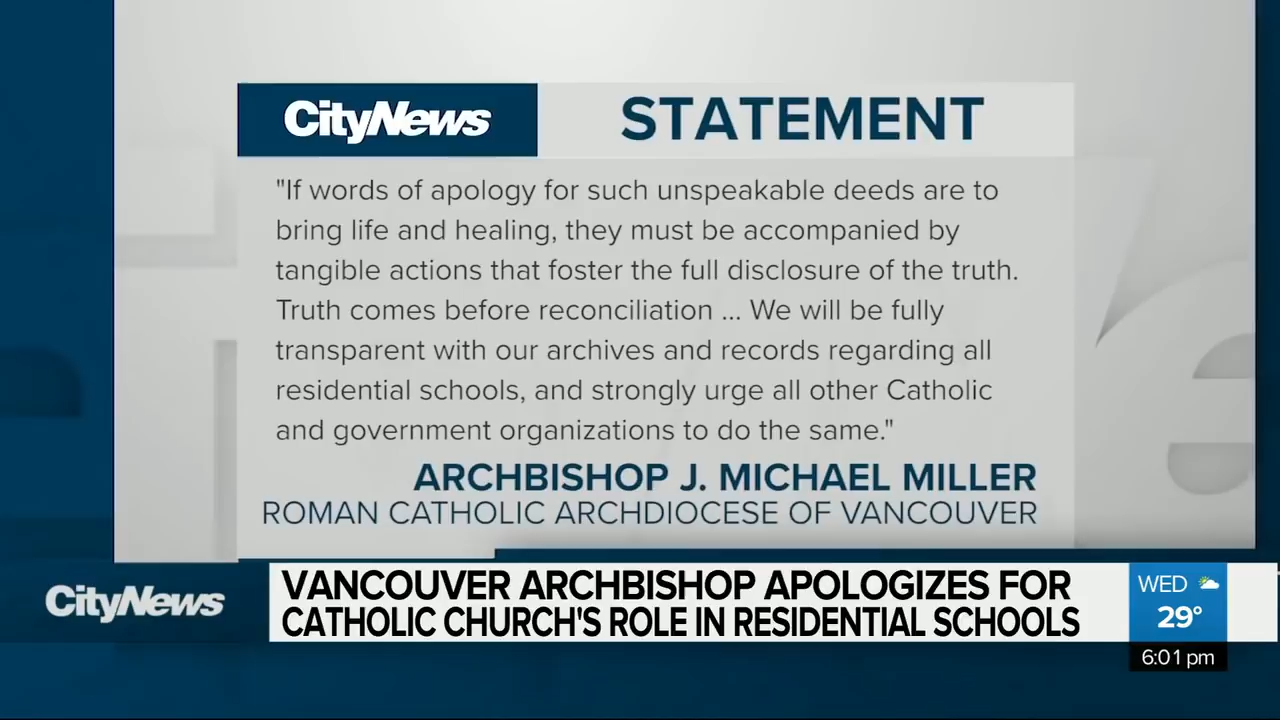 CityNews
STATEMENT
"If words of apology for such unspeakable deeds are to
bring life and healing, they must be accompanied by
tangible actions that foster the full disclosure of the truth.
Truth comes before reconciliation ... We will be fully
transparent with our archives and records regarding all
residential schools, and strongly urge all other Catholic
and government organizations to do the same."
ARCHBISHOP J. MICHAEL MILLER
ROMAN CATHOLIC ARCHDIOCESE OF VANCOUVER
CityNews
VANCOUVER ARCHBISHOP APOLOGIZES FOR
CATHOLIC CHURCH'S ROLE IN RESIDENTIAL SCHOOLS
WED
29°
6:01 pm